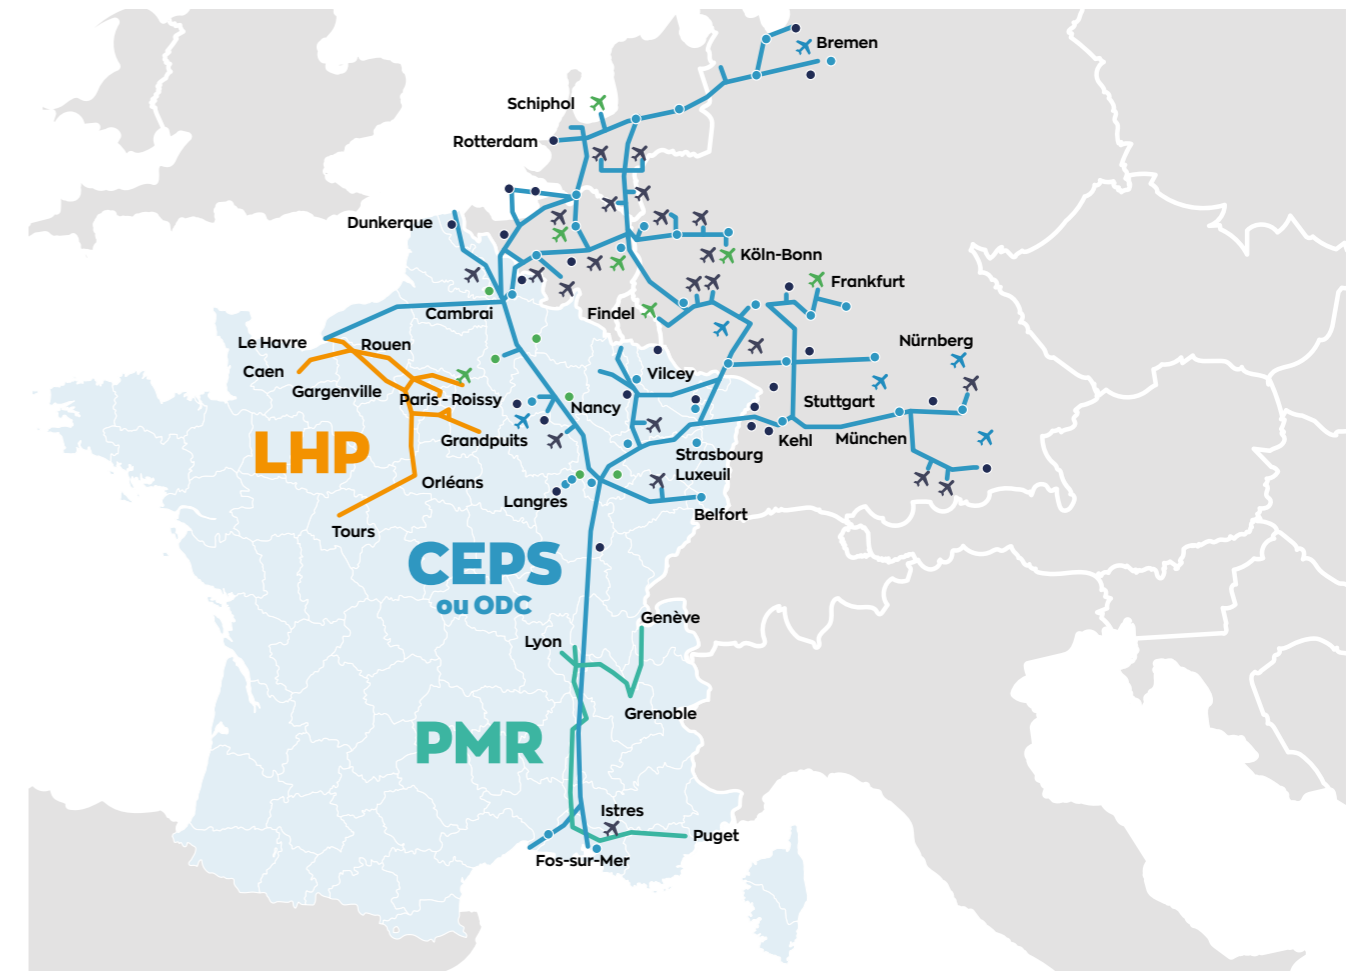 Bremen
Schiphol
Rotterdam
Dunkerque
Köln-Bonn
Frankfurt
Cambrai
Findel
Le Havre
Rouen
Nürnberg
Caen
Vilcey
Gargenville
Paris - Roissy
Nancy
Stuttgart
LHP
Grandpuits
Kehl
München
Strasbourg
Luxeuil
Orléans
Langres
Belfort
Tours
CEPS
ou ODC
Genève
Lyon
Grenoble
PMR
Istres
Puget
Fos-sur-Mer